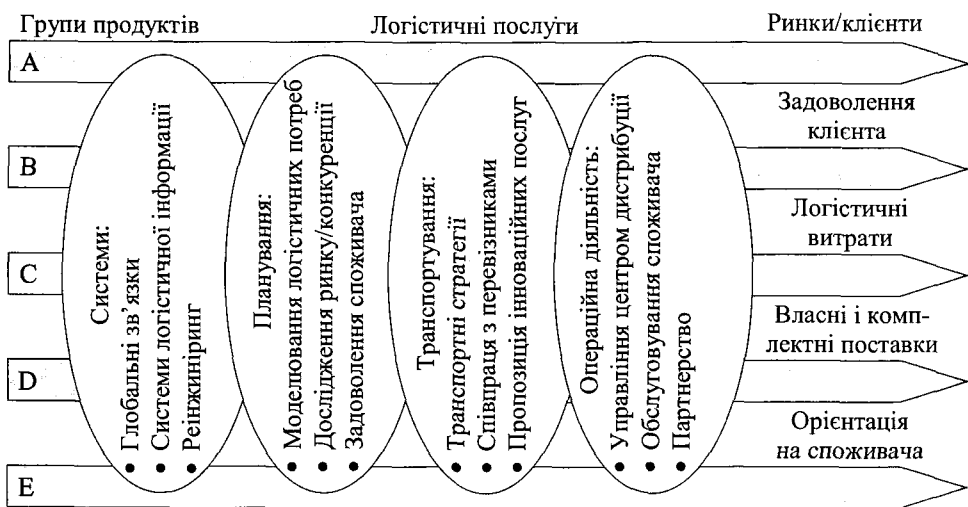 Групи продуктів
Логістичні послуги
Ринки/клієнти
A
B
C
D
E
Системи:
• Глобальні зв’язки
• Системи логістичної інформації
• Реінжиніринг
Планування:
• Моделювання логістичних потреб
• Дослідження ринку/конкуренції
• Задоволення споживача
Транспортування:
• Транспортні стратегії
• Співпраця з перевізниками
• Пропозиція інноваційних послуг
Операційна діяльність:
• Управління центром дистрибуції
• Обслуговування споживача
• Партнерство
Задоволення
клієнта
Логістичні
витрати
Власні і комп-
лектні поставки
Орієнтація
на споживача